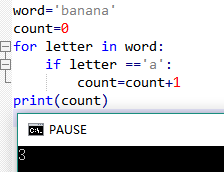 word='banana'
count=0
for letter in word:
    if letter =='a':
        count=count+1
print(count)
C:\. PAUSE
3